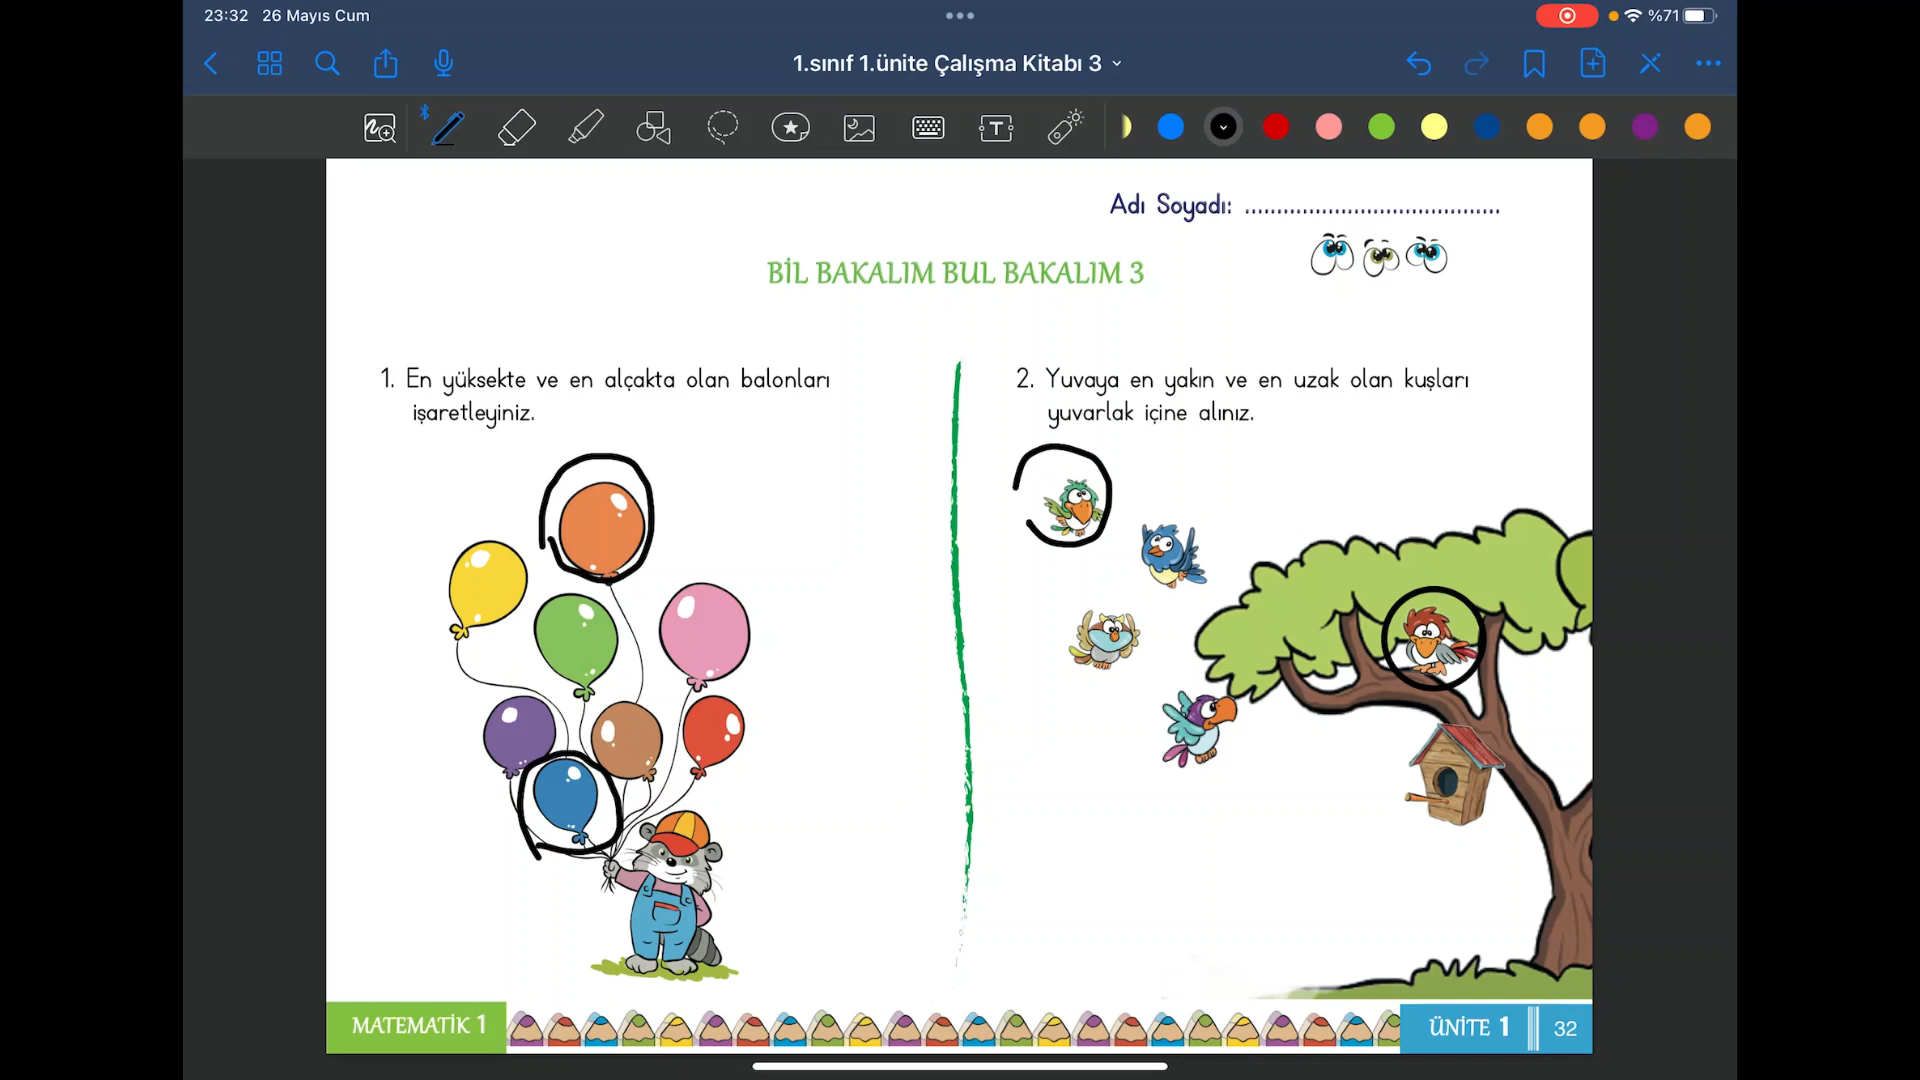 23:32 26 Mayıs Cum
%71
1.sınıf 1.ünite Çalışma Kitabı 3
T
Adı Soyadı: ........................................
BİL BAKALIM BUL BAKALIM 3
1. En yüksekte ve en alçakta olan balonları
işaretleyiniz.
2. Yuvaya en yakın ve en uzak olan kuşları
yuvarlak içine alınız.
MATEMATİK 1
ÜNİTE 1
32